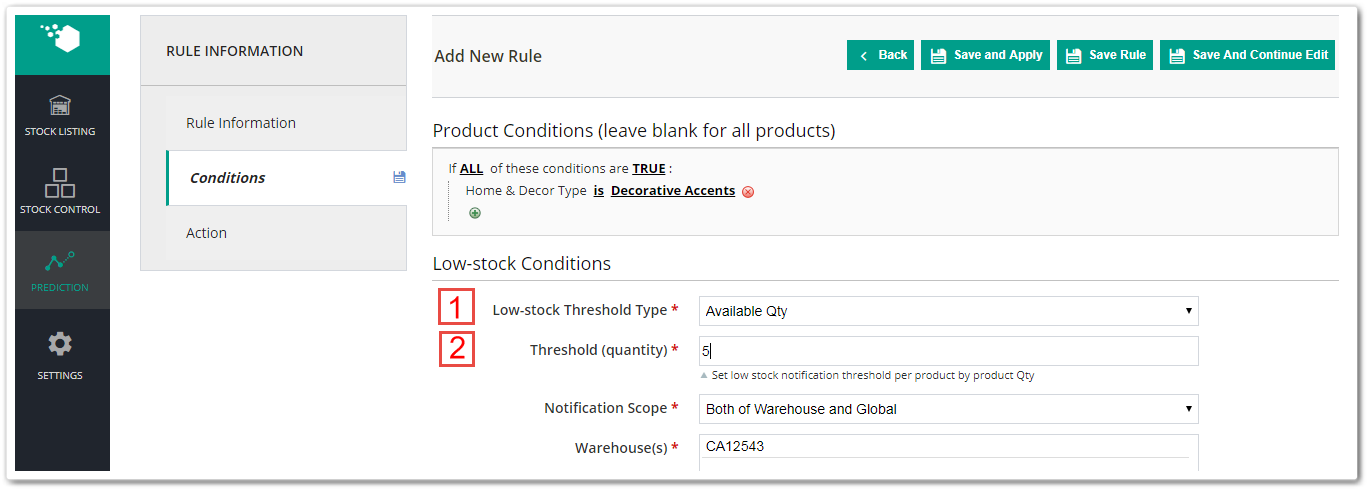 STOCK LISTING
STOCK CONTROL
PREDICTION
SETTINGS
RULE INFORMATION
Rule Information
Conditions
Action
Add New Rule
Back
Save and Apply
Save Rule
Save And Continue Edit
Product Conditions (leave blank for all products)
If ALL of these conditions are TRUE :
Home & Decor Type is Decorative Accents
Low-stock Conditions
1 Low-stock Threshold Type * Available Qty
2 Threshold (quantity) * 5
Set low stock notification threshold per product by product Qty
Notification Scope * Both of Warehouse and Global
Warehouse(s) * CA12543